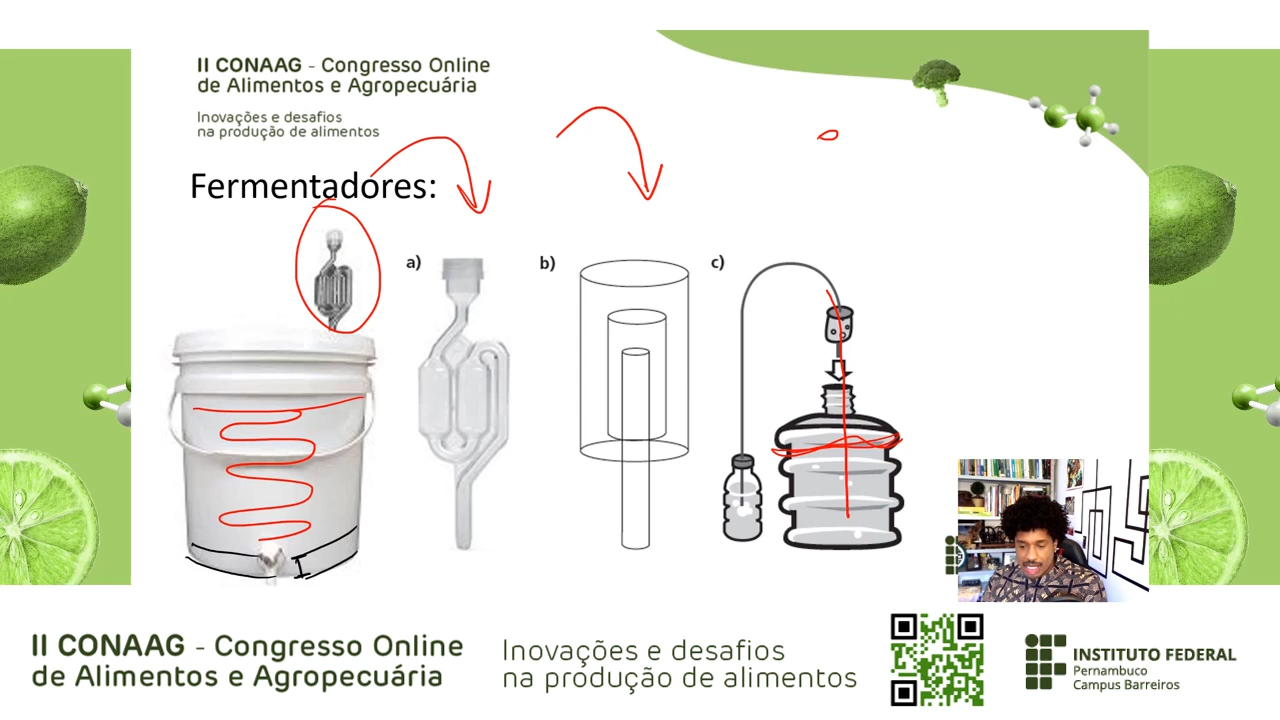 II CONAAG - Congresso Online
de Alimentos e Agropecuária
Inovações e desafios
na produção de alimentos
Fermentadores:
a)
b)
c)
II CONAAG - Congresso Online
de Alimentos e Agropecuária
Inovações e desafios
na produção de alimentos
INSTITUTO FEDERAL
Pernambuco
Campus Barreiros